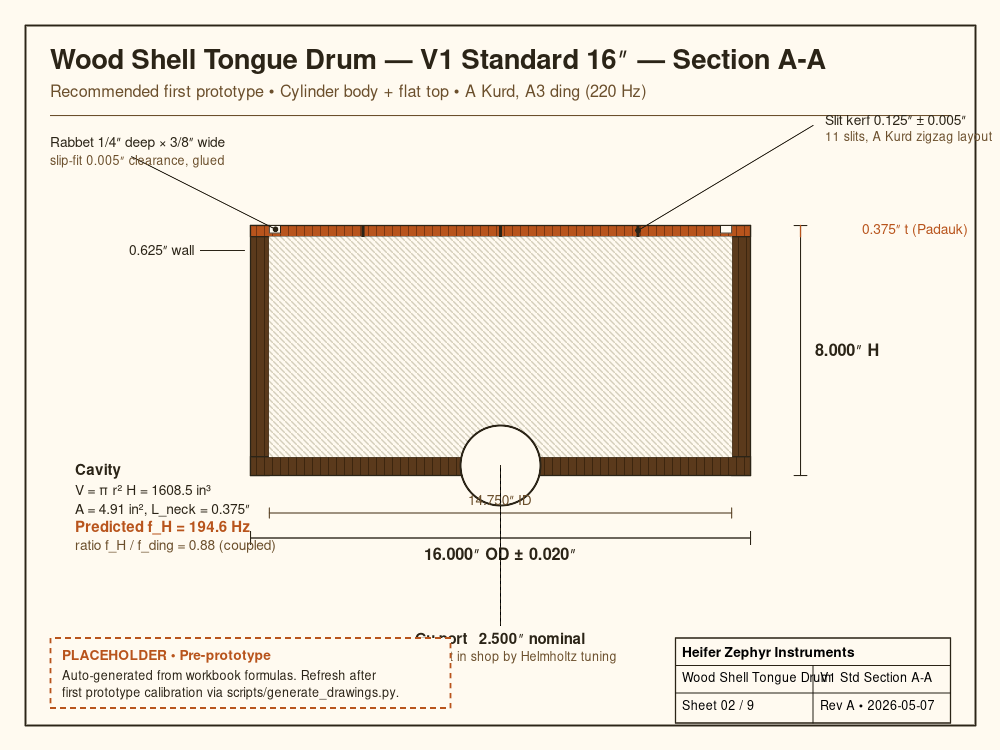 Wood Shell Tongue Drum — V1 Standard 16″ — Section A-A
Recommended first prototype • Cylinder body + flat top • A Kurd, A3 ding (220 Hz)
Slit kerf 0.125″ ± 0.005″
11 slits, A Kurd zigzag layout
Rabbet 1/4″ deep × 3/8″ wide
slip-fit 0.005″ clearance, glued
0.375″ t (Padauk)
0.625″ wall
8.000″ H
Cavity
V = π r² H = 1608.5 in³
A = 4.91 in², L_neck = 0.375″
Predicted f_H = 194.6 Hz
ratio f_H / f_ding = 0.88 (coupled)
14.750″ ID
16.000″ OD ± 0.020″
port 2.500″ nominal
in shop by Helmholtz tuning
PLACEHOLDER • Pre-prototype
Auto-generated from workbook formulas. Refresh after
first prototype calibration via scripts/generate_drawings.py.
Heifer Zephyr Instruments
Wood Shell Tongue Drum
V1 Std Section A-A
Sheet 02 / 9
Rev A • 2026-05-07